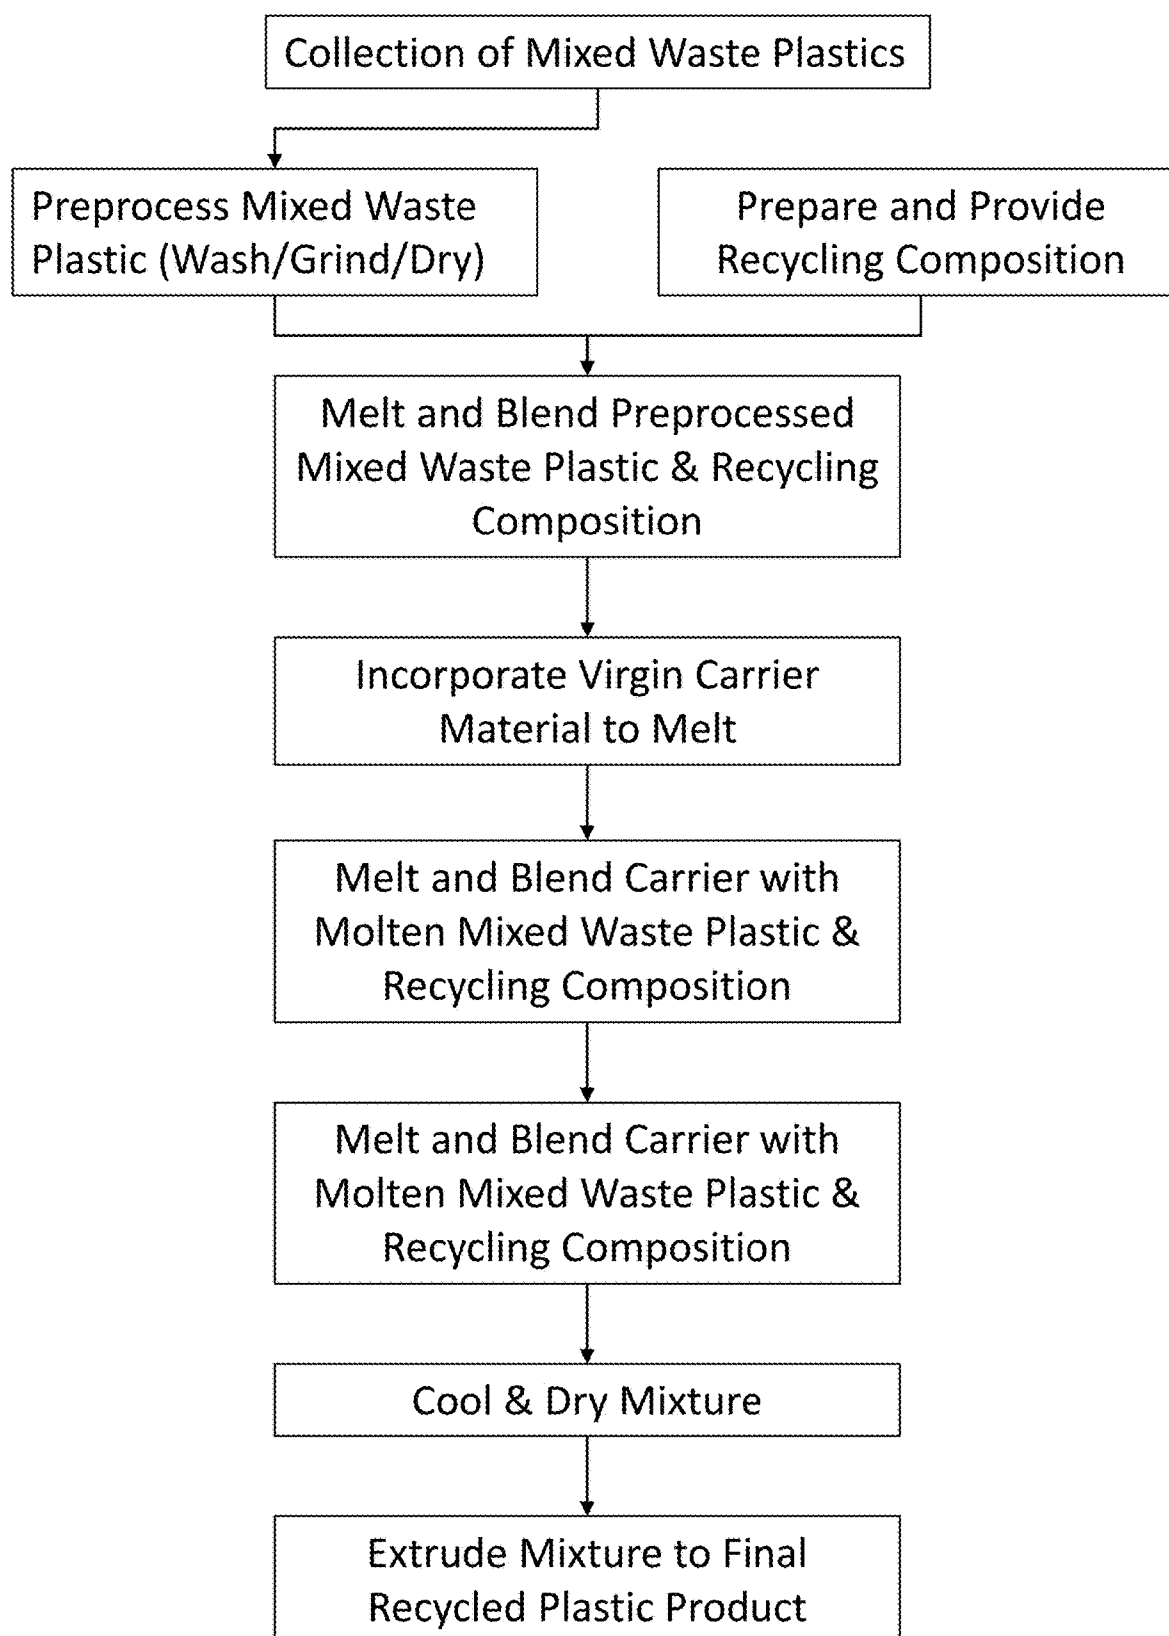 Collection of Mixed Waste Plastics
Preprocess Mixed Waste
Plastic (Wash/Grind/Dry)
Prepare and Provide
Recycling Composition
Melt and Blend Preprocessed
Mixed Waste Plastic & Recycling
Composition
Incorporate Virgin Carrier
Material to Melt
Melt and Blend Carrier with
Molten Mixed Waste Plastic &
Recycling Composition
Melt and Blend Carrier with
Molten Mixed Waste Plastic &
Recycling Composition
Cool & Dry Mixture
Extrude Mixture to Final
Recycled Plastic Product